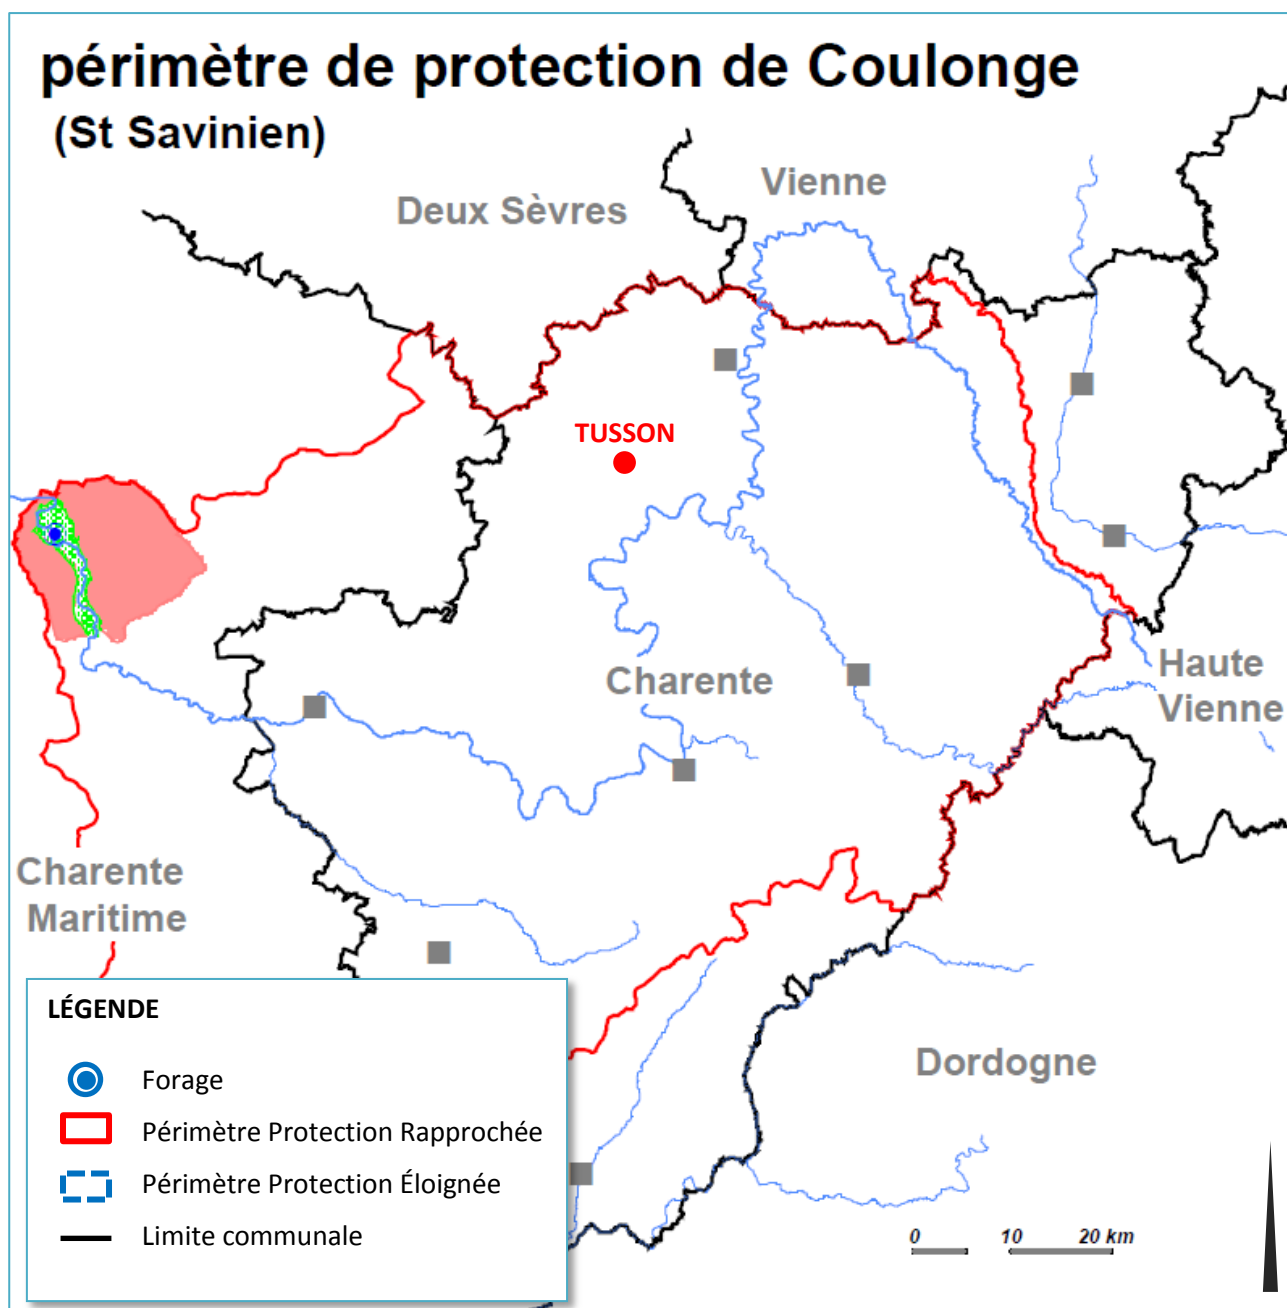 périmètre de protection de Coulonge
(St Savinien)
Vienne
Deux Sèvres
TUSSON
Charente
Haute
Vienne
Charente
Maritime
Dordogne
LÉGENDE
Forage
Périmètre Protection Rapprochée
Périmètre Protection Éloignée
Limite communale
0 10 20 km